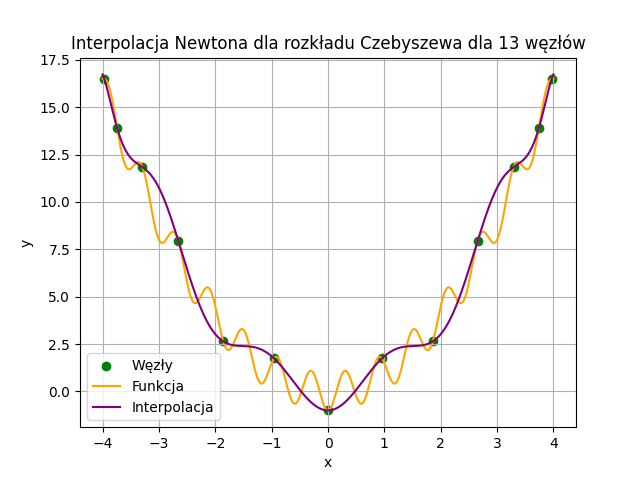 Interpolacja Newtona dla rozkładu Czebyszewa dla 13 węzłów
17.5
15.0
12.5
10.0
7.5
5.0
2.5
0.0
y
Węzły
Funkcja
Interpolacja
−4 −3 −2 −1 0 1 2 3 4
x